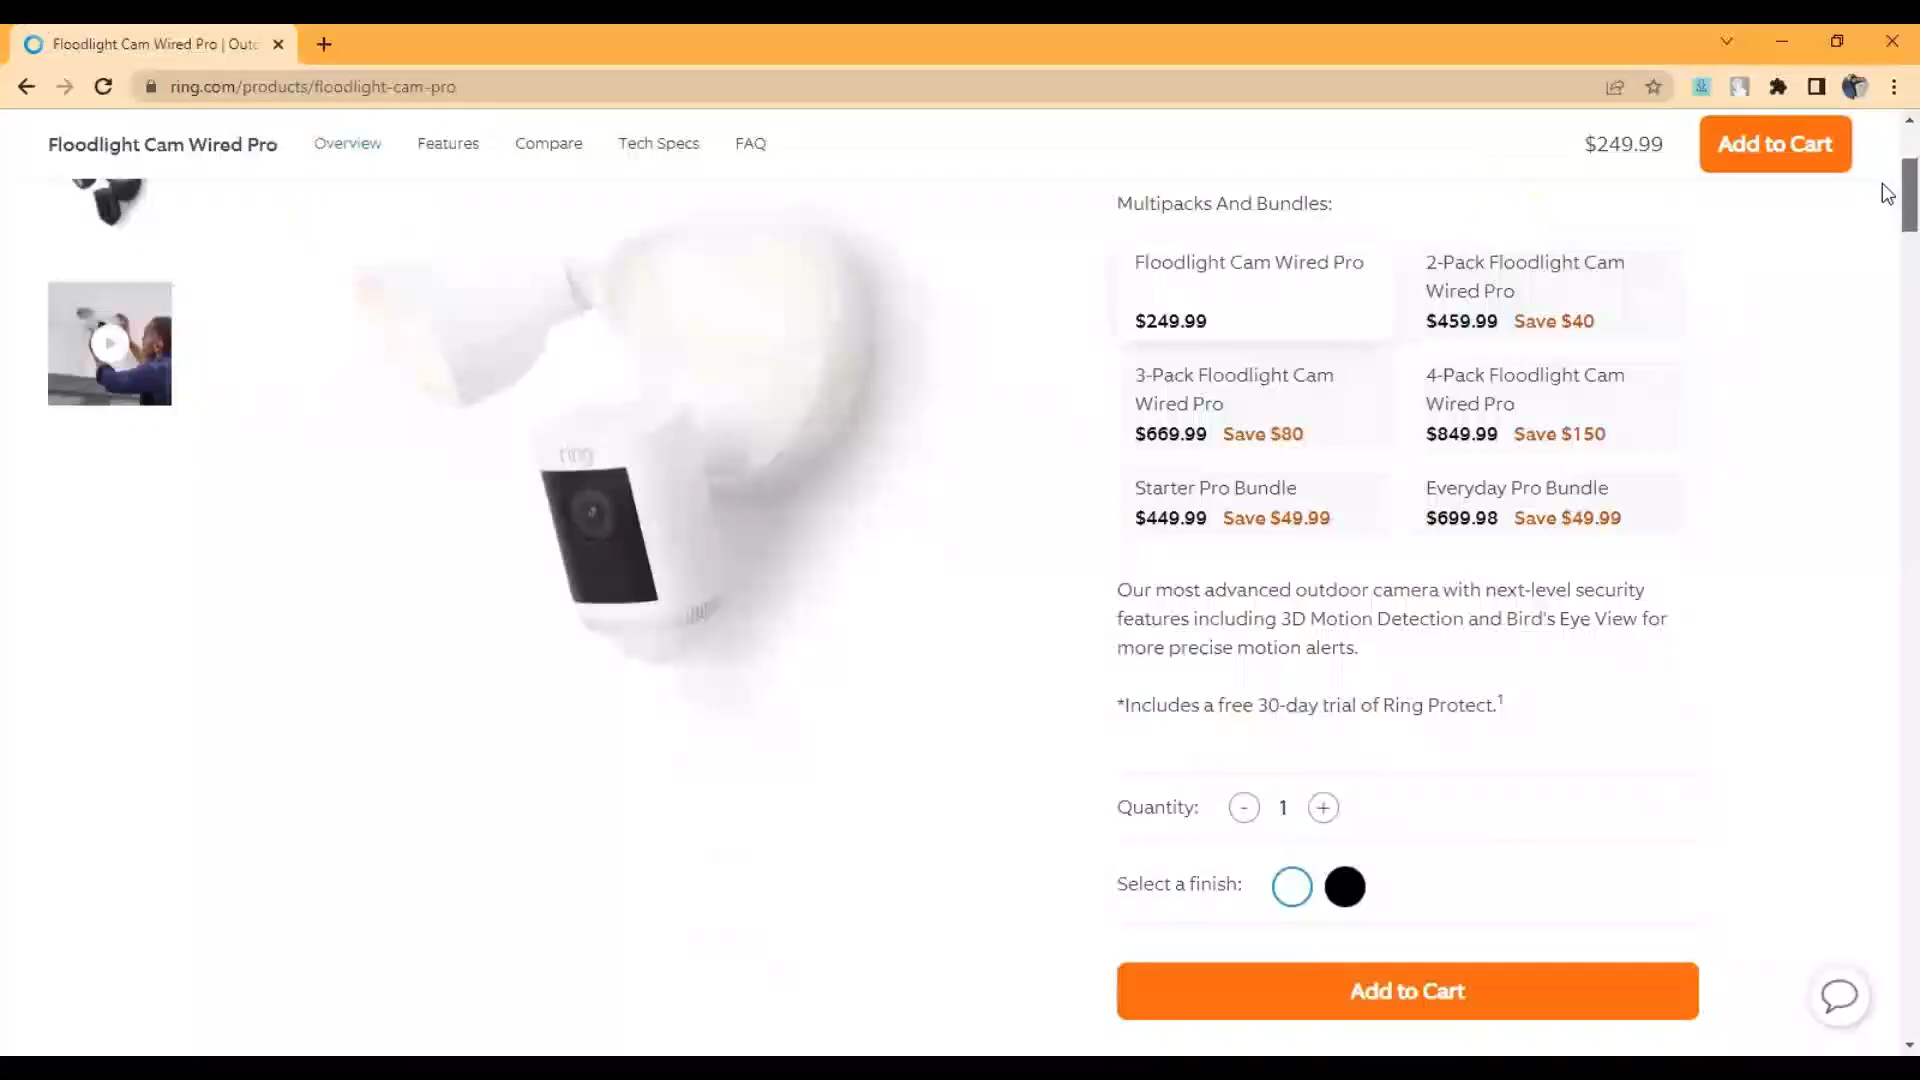 Floodlight Cam Wired Pro | Outd
ring.com/products/floodlight-cam-pro
Floodlight Cam Wired Pro
Overview
Features
Compare
Tech Specs
FAQ
$249.99
Add to Cart
Multipacks And Bundles:
Floodlight Cam Wired Pro
$249.99
2-Pack Floodlight Cam
Wired Pro
$459.99 Save $40
3-Pack Floodlight Cam
Wired Pro
$669.99 Save $80
4-Pack Floodlight Cam
Wired Pro
$849.99 Save $150
Starter Pro Bundle
$449.99 Save $49.99
Everyday Pro Bundle
$699.98 Save $49.99
ring
Our most advanced outdoor camera with next-level security
features including 3D Motion Detection and Bird's Eye View for
more precise motion alerts.
*Includes a free 30-day trial of Ring Protect.¹
Quantity: - 1 +
Select a finish:
Add to Cart